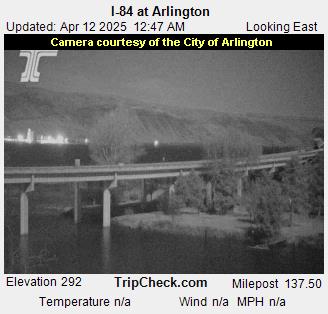 I-84 at Arlington
Updated: Apr 12 2025 12:47 AM Looking East
Camera courtesy of the City of Arlington
Elevation 292 TripCheck.com Milepost 137.50
Temperature n/a Wind n/a MPH n/a